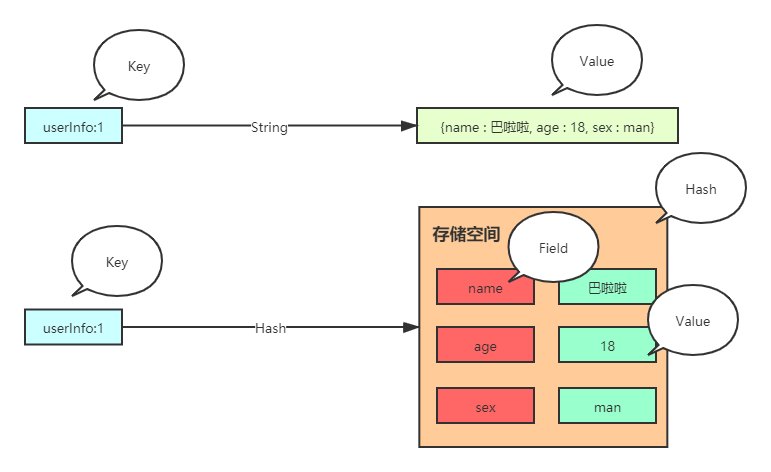 Key
Value
userInfo:1
String
{name : 巴啦啦, age : 18, sex : man}
Hash
存储空间
Field
Key
name
巴啦啦
userInfo:1
Hash
Value
age
18
sex
man